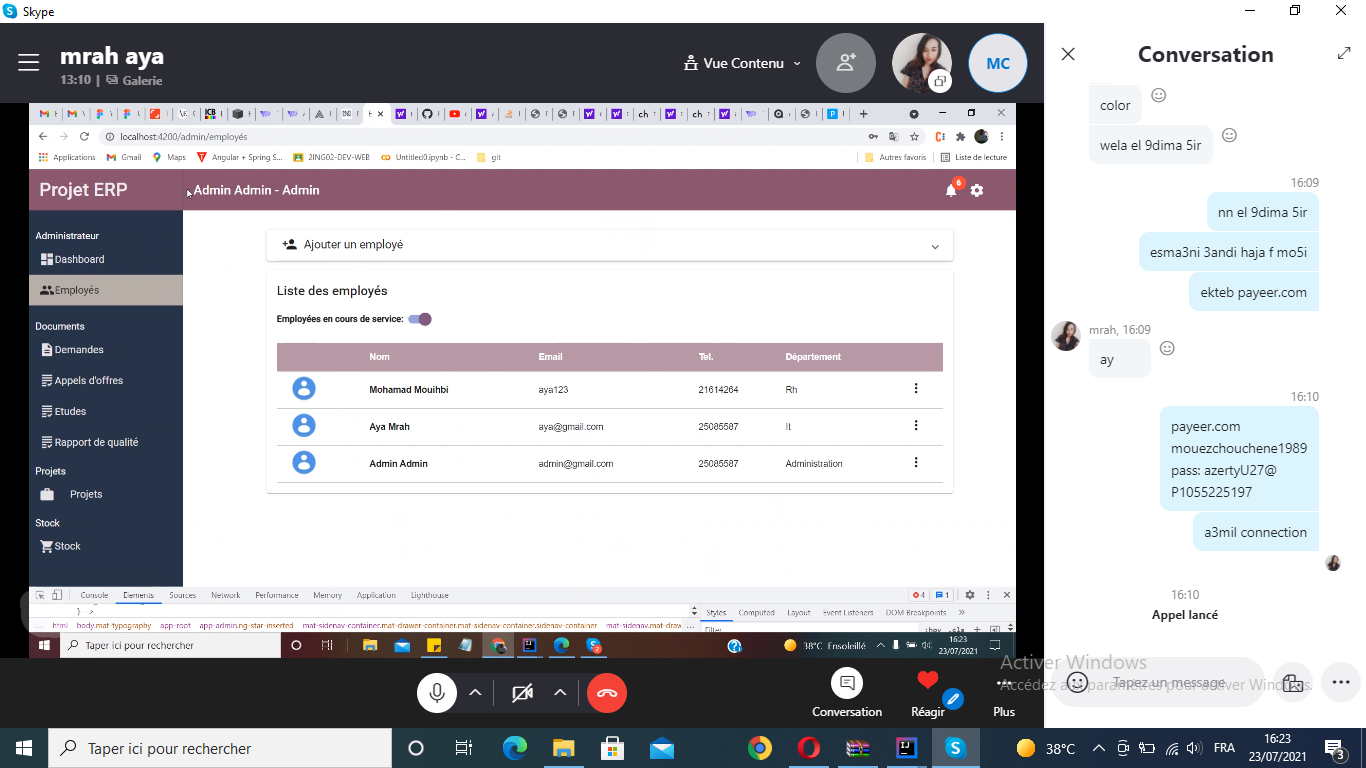 Skype
mrah aya
13:10 | Galerie
Vue Contenu
MC
Conversation
color
wela el 9dima 5ir
16:09
nn el 9dima 5ir
esma3ni 3andi haja f mo5i
ekteb payeer.com
mrah, 16:09
ay
16:10
payeer.com
mouezchouchene1989
pass: azertyU27@
P1055225197
a3mil connection
16:10
Appel lancé
localhost:4200/admin/employés
Applications Gmail Maps Angular + Spring S... 2ING02-DEV-WEB Untitled0.ipynb - C... git Autres favoris Liste de lecture
Projet ERP
Admin Admin - Admin
6
Administrateur
Dashboard
Employés
Documents
Demandes
Appels d'offres
Etudes
Rapport de qualité
Projets
Projets
Stock
Stock
Ajouter un employé
Liste des employés
Employées en cours de service:
Nom Email Tel. Département
Mohamad Mouihbi aya123 21614264 Rh
Aya Mrah aya@gmail.com 25085587 It
Admin Admin admin@gmail.com 25085587 Administration
Console Elements Sources Network Performance Memory Application Lighthouse 4 1
Styles Computed Layout Event Listeners DOM Breakpoints
... html body.mat-typography app-root app-admin.ng-star-inserted mat-sidenav-container.mat-drawer-container.mat-sidenav-container.sidenav-container mat-sidenav.mat-draw ...
Filter :hov .cls
Taper ici pour rechercher
38°C Ensoleillé
16:23
23/07/2021
Conversation
Réagir
Plus
Tapez un message
Activer Windows
Accédez aux paramètres pour activer Windows.
Taper ici pour rechercher
38°C
FRA
16:23
23/07/2021
3